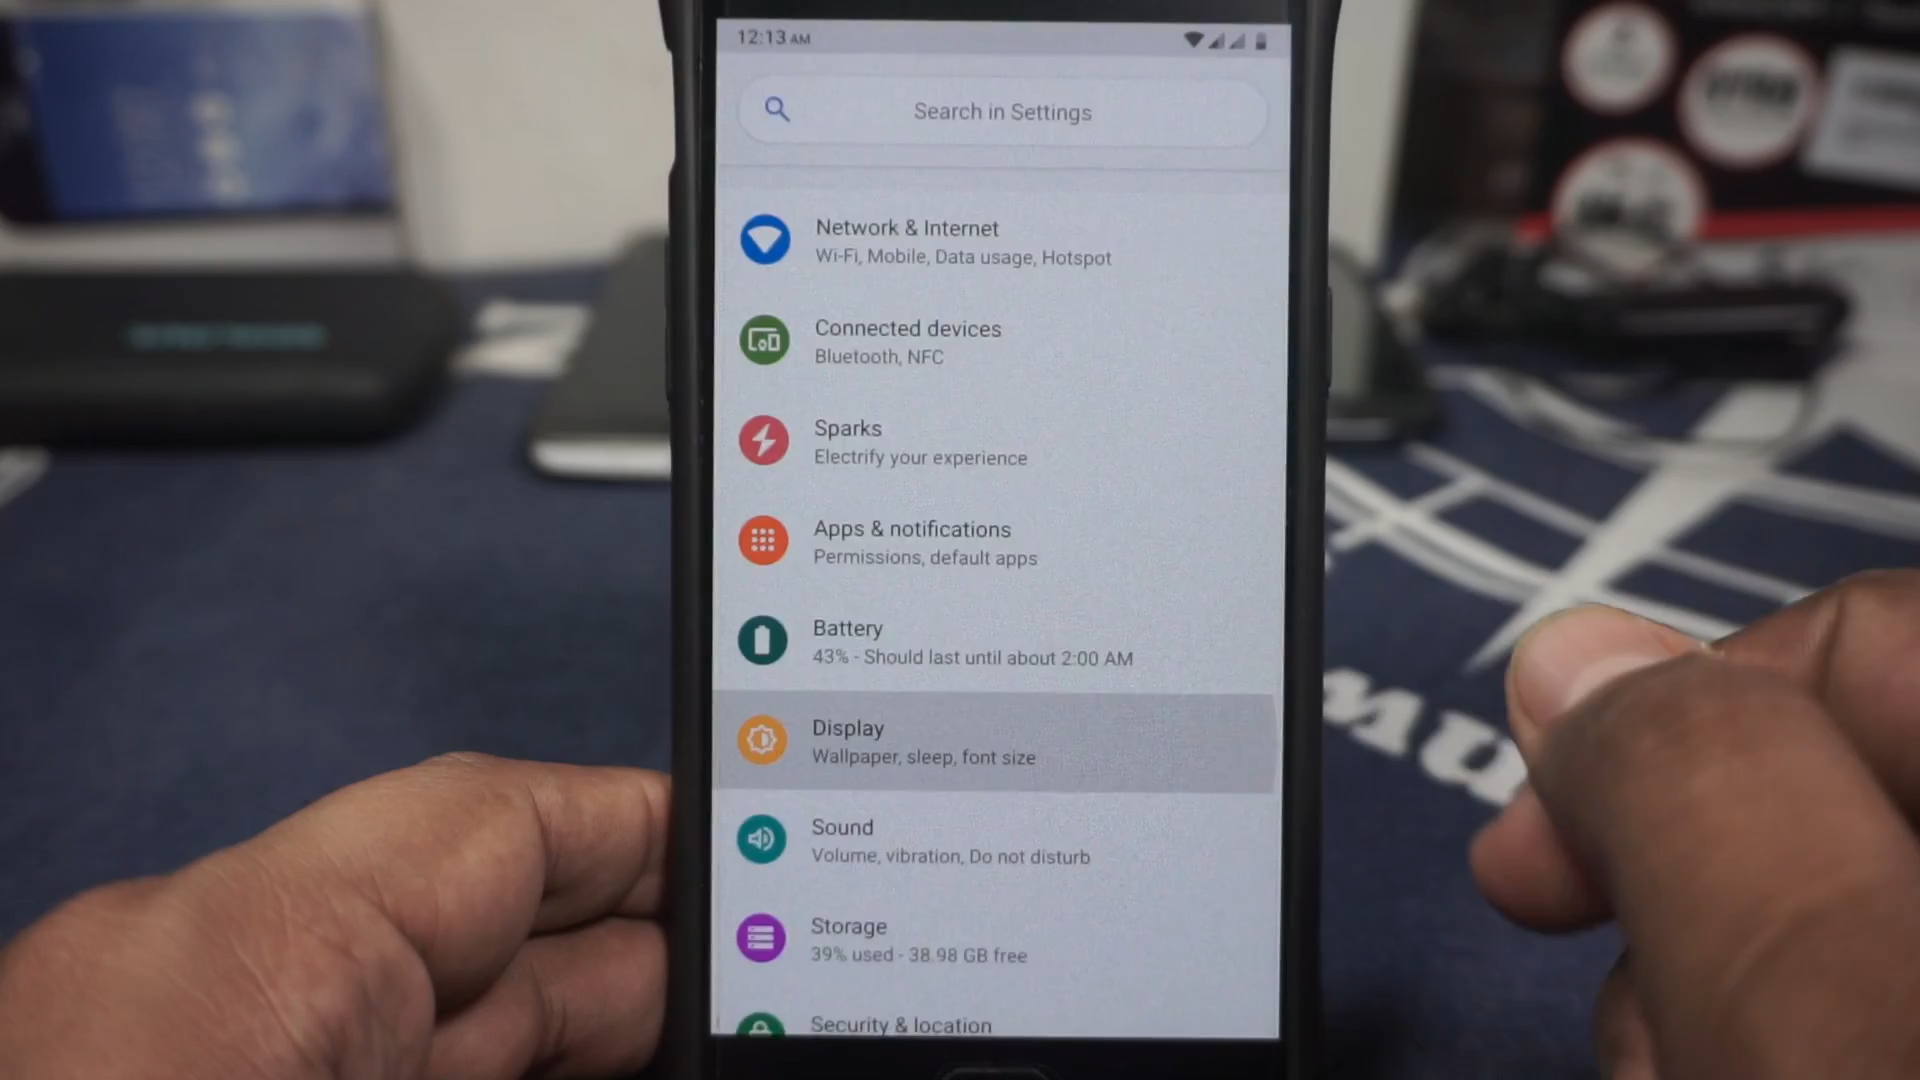 12:13 AM
Search in Settings
Network & Internet
Wi-Fi, Mobile, Data usage, Hotspot
Connected devices
Bluetooth, NFC
Sparks
Electrify your experience
Apps & notifications
Permissions, default apps
Battery
43% - Should last until about 2:00 AM
Display
Wallpaper, sleep, font size
Sound
Volume, vibration, Do not disturb
Storage
39% used - 38.98 GB free
Security & location